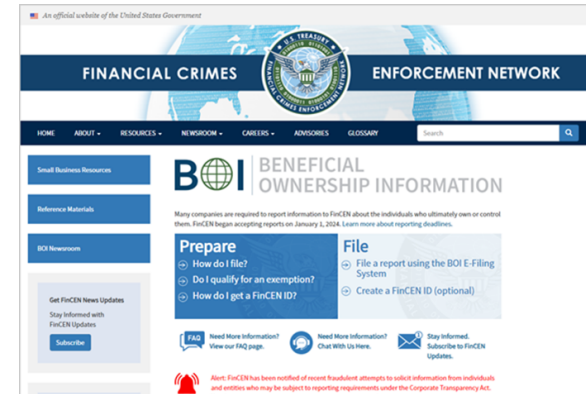 An official website of the United States Government
FINANCIAL CRIMES ENFORCEMENT NETWORK
U.S. TREASURY
FINANCIAL CRIMES ENFORCEMENT NETWORK
HOME ABOUT RESOURCES NEWSROOM CAREERS ADVISORIES GLOSSARY Search
Small Business Resources
Reference Materials
BOI Newsroom
Get FinCEN News Updates
Stay Informed with
FinCEN Updates
Subscribe
BOI BENEFICIAL
OWNERSHIP INFORMATION
Many companies are required to report information to FinCEN about the individuals who ultimately own or control
them. FinCEN began accepting reports on January 1, 2024. Learn more about reporting deadlines.
Prepare
How do I file?
Do I qualify for an exemption?
How do I get a FinCEN ID?
File
File a report using the BOI E-Filing
System
Create a FinCEN ID (optional)
FAQ
Need More Information?
View our FAQ page.
Need More Information?
Chat With Us Here.
Stay Informed.
Subscribe to FinCEN
Updates.
Alert: FinCEN has been notified of recent fraudulent attempts to solicit information from individuals
and entities who may be subject to reporting requirements under the Corporate Transparency Act.